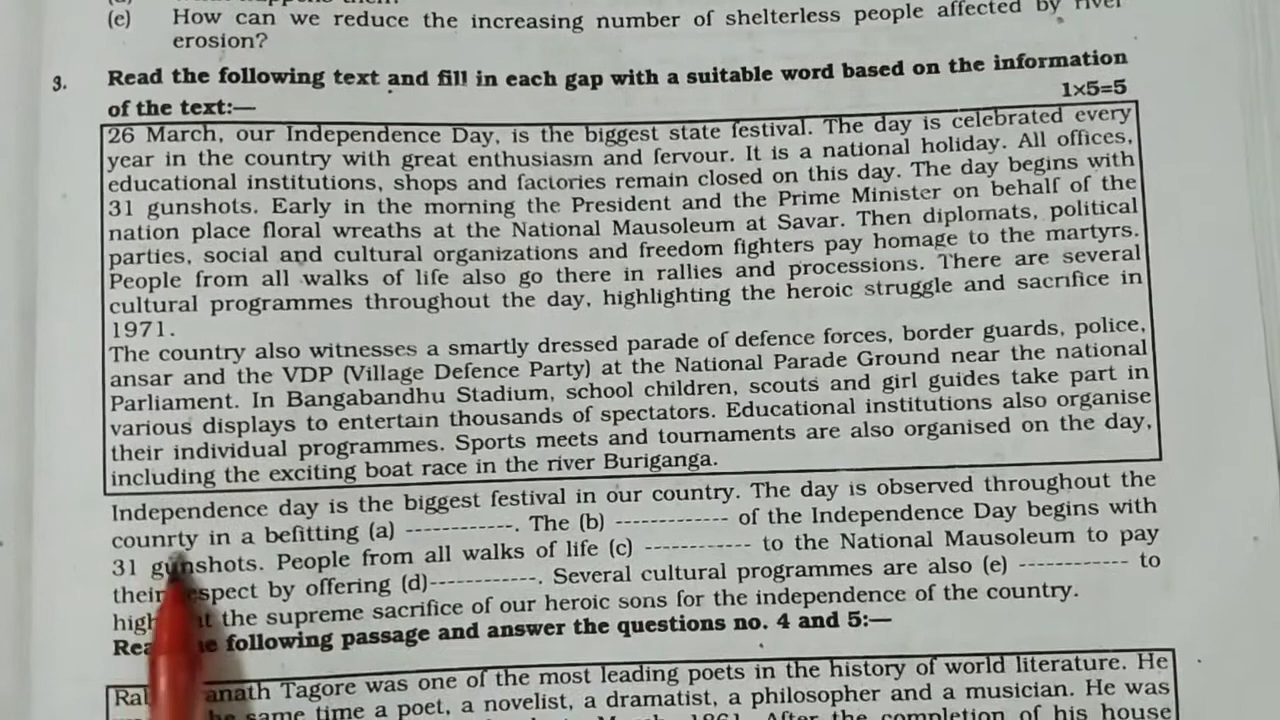 (e) How can we reduce the increasing number of shelterless people affected by river
erosion?
3. Read the following text and fill in each gap with a suitable word based on the information
of the text:— 1×5=5
26 March, our Independence Day, is the biggest state festival. The day is celebrated every
year in the country with great enthusiasm and fervour. It is a national holiday. All offices,
educational institutions, shops and factories remain closed on this day. The day begins with
31 gunshots. Early in the morning the President and the Prime Minister on behalf of the
nation place floral wreaths at the National Mausoleum at Savar. Then diplomats, political
parties, social and cultural organizations and freedom fighters pay homage to the martyrs.
People from all walks of life also go there in rallies and processions. There are several
cultural programmes throughout the day, highlighting the heroic struggle and sacrifice in
1971.
The country also witnesses a smartly dressed parade of defence forces, border guards, police,
ansar and the VDP (Village Defence Party) at the National Parade Ground near the national
Parliament. In Bangabandhu Stadium, school children, scouts and girl guides take part in
various displays to entertain thousands of spectators. Educational institutions also organise
their individual programmes. Sports meets and tournaments are also organised on the day,
including the exciting boat race in the river Buriganga.
Independence day is the biggest festival in our country. The day is observed throughout the
counrty in a befitting (a) ------------. The (b) ------------- of the Independence Day begins with
31 gunshots. People from all walks of life (c) ------------ to the National Mausoleum to pay
their espect by offering (d)------------. Several cultural programmes are also (e) ------------ to
high t the supreme sacrifice of our heroic sons for the independence of the country.
Rea e following passage and answer the questions no. 4 and 5:—
Ra anath Tagore was one of the most leading poets in the history of world literature. He
same time a poet, a novelist, a dramatist, a philosopher and a musician. He was
After the completion of his house